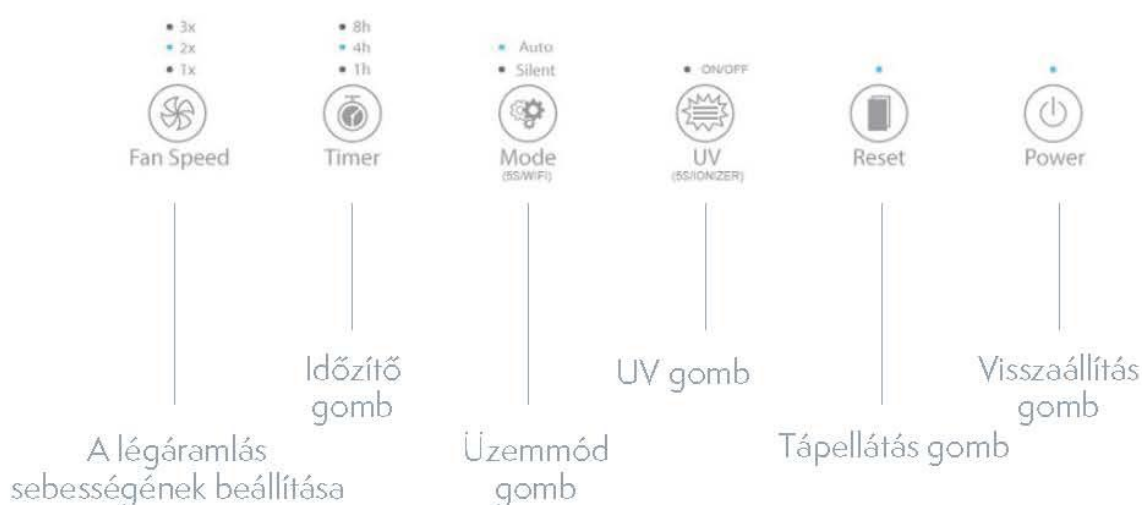 3x
2x
1x
Fan Speed
8h
4h
1h
Timer
Auto
Silent
Mode
(5S/WIFI)
ON/OFF
UV
(5S/IONIZER)
Reset
Power
A légáramlás
sebességének beállítása
Időzítő
gomb
Üzemmód
gomb
UV gomb
Tápellátás gomb
Visszaállítás
gomb